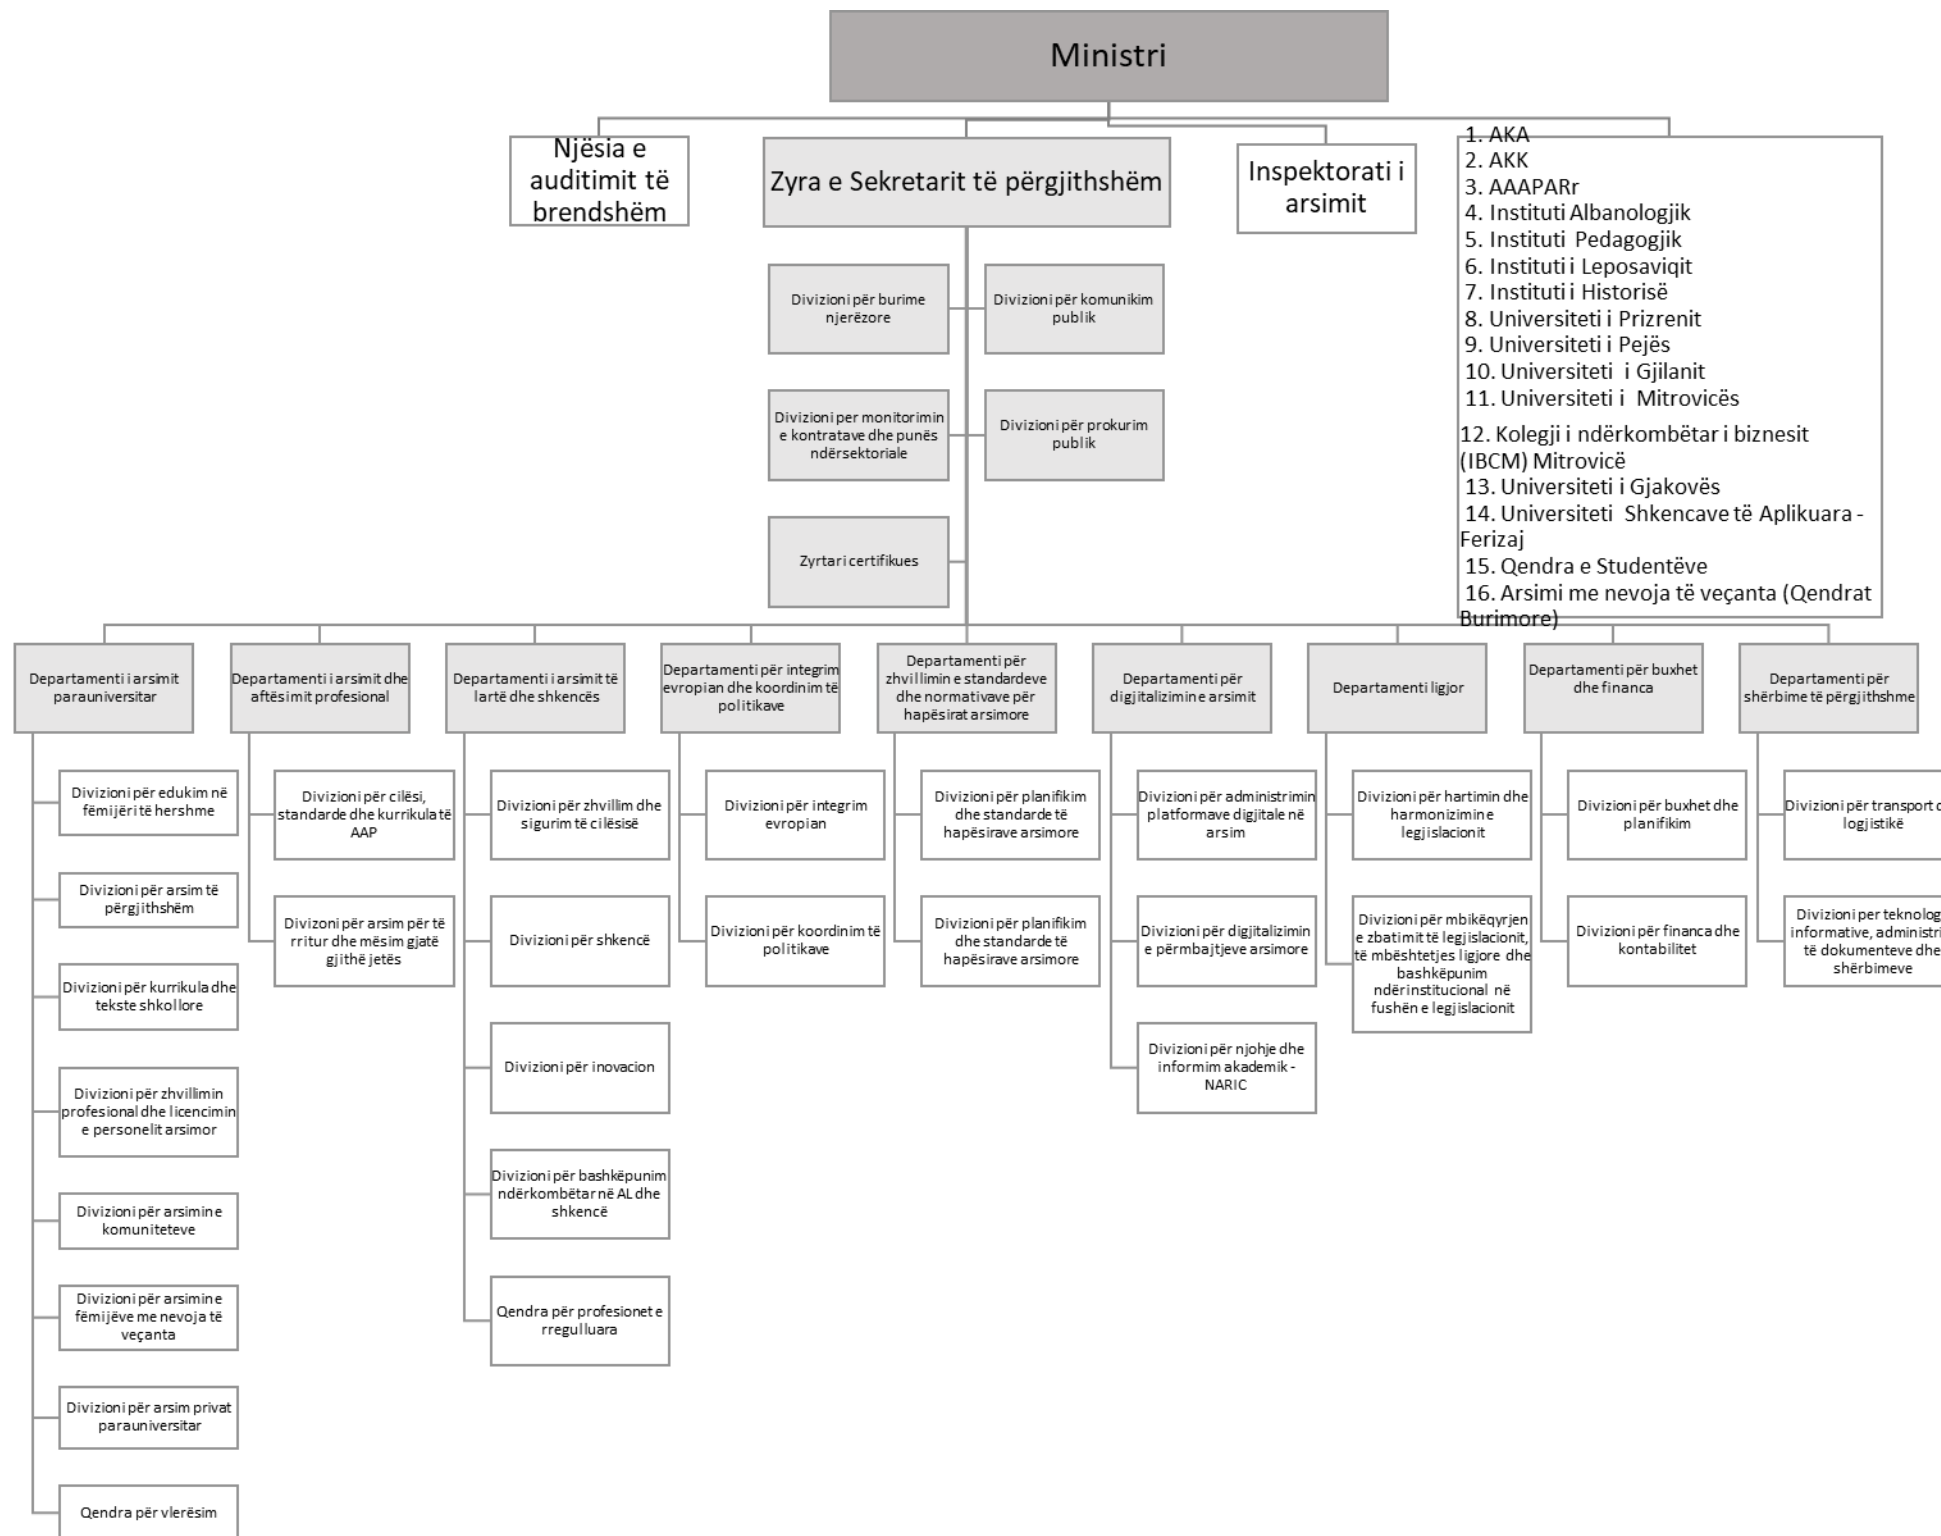 Ministri
Njësia e
auditimit të
brendshëm
Zyra e Sekretarit të përgjithshëm
Inspektorati i
arsimit
1. AKA
2. AKK
3. AAAPARr
4. Instituti Albanologjik
5. Instituti Pedagogjik
6. Instituti i Leposaviqit
7. Instituti i Historisë
8. Universiteti i Prizrenit
9. Universiteti i Pejës
10. Universiteti i Gjilanit
11. Universiteti i Mitrovicës
12. Kolegji i ndërkombëtar i biznesit
(IBCM) Mitrovicë
13. Universiteti i Gjakovës
14. Universiteti Shkencave të Aplikuara -
Ferizaj
15. Qendra e Studentëve
16. Arsimi me nevoja të veçanta (Qendrat
Burimore)
Divizioni për burime
njerëzore
Divizioni për komunikim
publik
Divizioni per monitorimin
e kontratave dhe punës
ndërsektoriale
Divizioni për prokurim
publik
Zyrtari certifikues
Departamenti i arsimit
parauniversitar
Departamenti i arsimit dhe
aftësimit profesional
Departamenti i arsimit të
lartë dhe shkencës
Departamenti për integrim
evropian dhe koordinim të
politikave
Departamenti për
zhvillimin e standardeve
dhe normativave për
hapësirat arsimore
Departamenti për
digjitalizimin e arsimit
Departamenti ligjor
Departamenti për buxhet
dhe financa
Departamenti për
shërbime të përgjithshme
Divizioni për edukim në
fëmijëri të hershme
Divizioni për arsim të
përgjithshëm
Divizioni për kurrikula dhe
tekste shkollore
Divizioni për zhvillimin
profesional dhe licencimin
e personelit arsimor
Divizioni për arsimin e
komuniteteve
Divizioni për arsimin e
fëmijëve me nevoja të
veçanta
Divizioni për arsim privat
parauniversitar
Qendra për vlerësim
Divizioni për cilësi,
standarde dhe kurrikula të
AAP
Divizoni për arsim për të
rritur dhe mësim gjatë
gjithë jetës
Divizioni për zhvillim dhe
sigurim të cilësisë
Divizioni për shkencë
Divizioni për inovacion
Divizioni për bashkëpunim
ndërkombëtar në AL dhe
shkencë
Qendra për profesionet e
rregulluara
Divizioni për integrim
evropian
Divizioni për koordinim të
politikave
Divizioni për planifikim
dhe standarde të
hapësirave arsimore
Divizioni për planifikim
dhe standarde të
hapësirave arsimore
Divizioni për administrimin
platformave digjitale në
arsim
Divizioni për digjitalizimin
e përmbajtjeve arsimore
Divizioni për njohje dhe
informim akademik -
NARIC
Divizioni për hartimin dhe
harmonizimin e
legjislacionit
Divizioni për mbikëqyrjen
e zbatimit të legjislacionit,
të mbështetjes ligjore dhe
bashkëpunim
ndërinstitucional në
fushën e legjislacionit
Divizioni për buxhet dhe
planifikim
Divizioni për financa dhe
kontabilitet
Divizioni për transport
logjistikë
Divizioni per
informative,
të dokumenteve dhe
shërbimeve